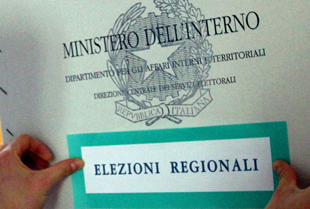 MINISTERO DELL'INTERNO
DIPARTIMENTO PER GLI AFFARI INTERNI E TERRITORIALI
DIREZIONE CENTRALE DEI SERVIZI ELETTORALI
REPUBBLICA ITALIANA
ELEZIONI REGIONALI